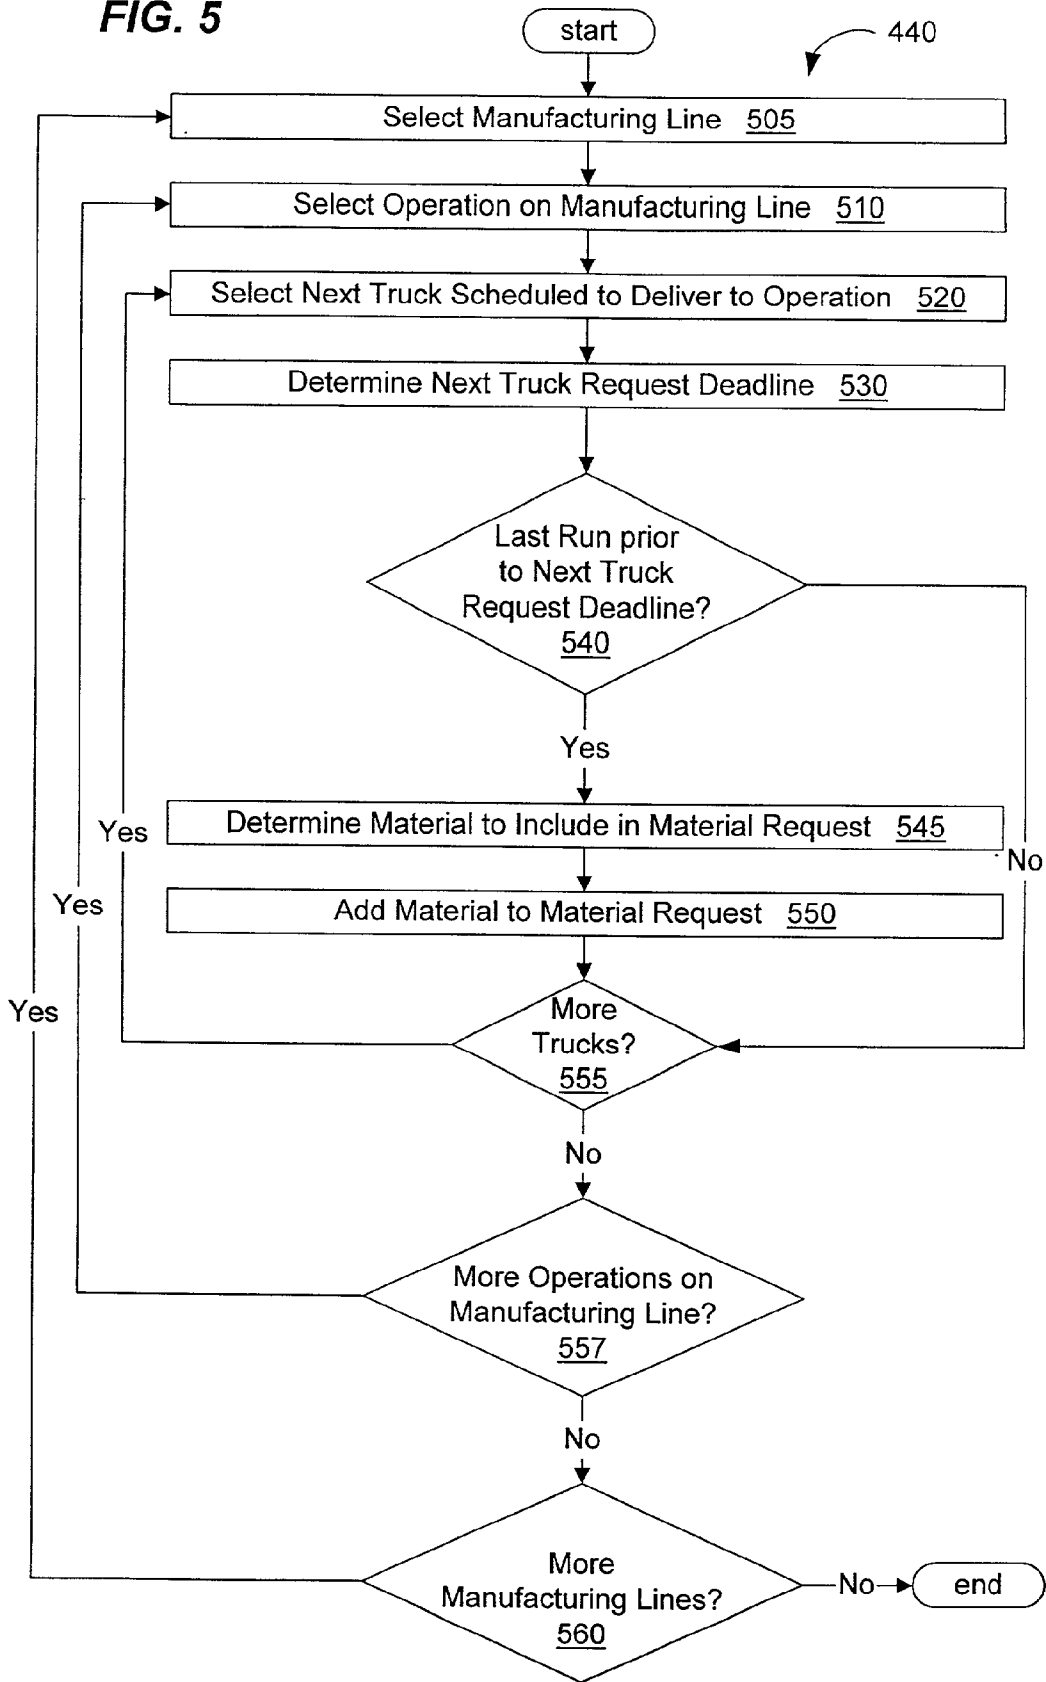 FIG. 5
start
440
Select Manufacturing Line 505
Select Operation on Manufacturing Line 510
Select Next Truck Scheduled to Deliver to Operation 520
Determine Next Truck Request Deadline 530
Last Run prior
to Next Truck
Request Deadline?
540
Yes
Determine Material to Include in Material Request 545
Yes
No
Add Material to Material Request 550
Yes
Yes
More
Trucks?
555
No
More Operations on
Manufacturing Line?
557
No
More
Manufacturing Lines?
560
No
end